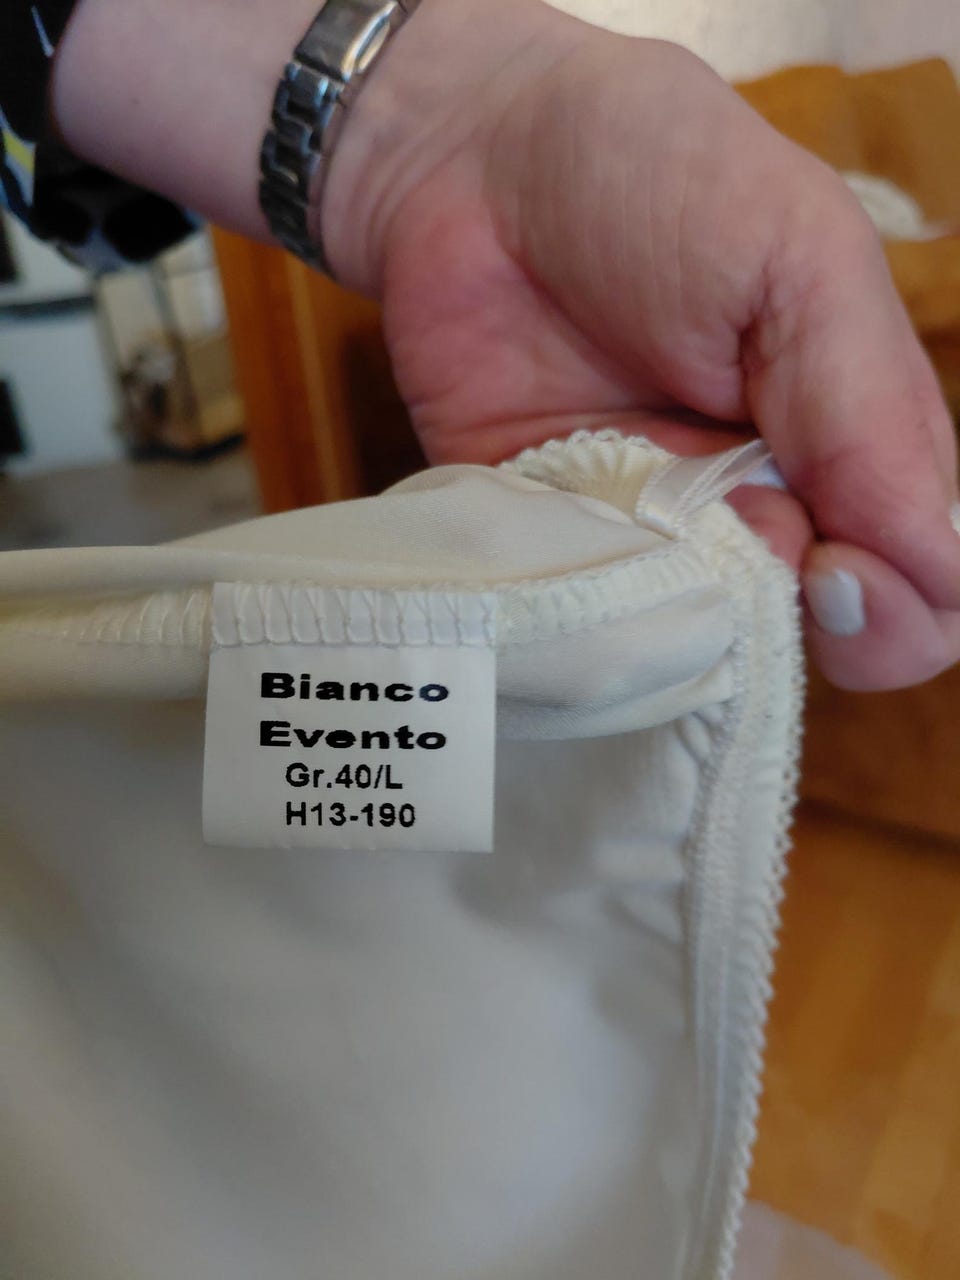 Bianco
Evento
Gr.40/L
H13-190